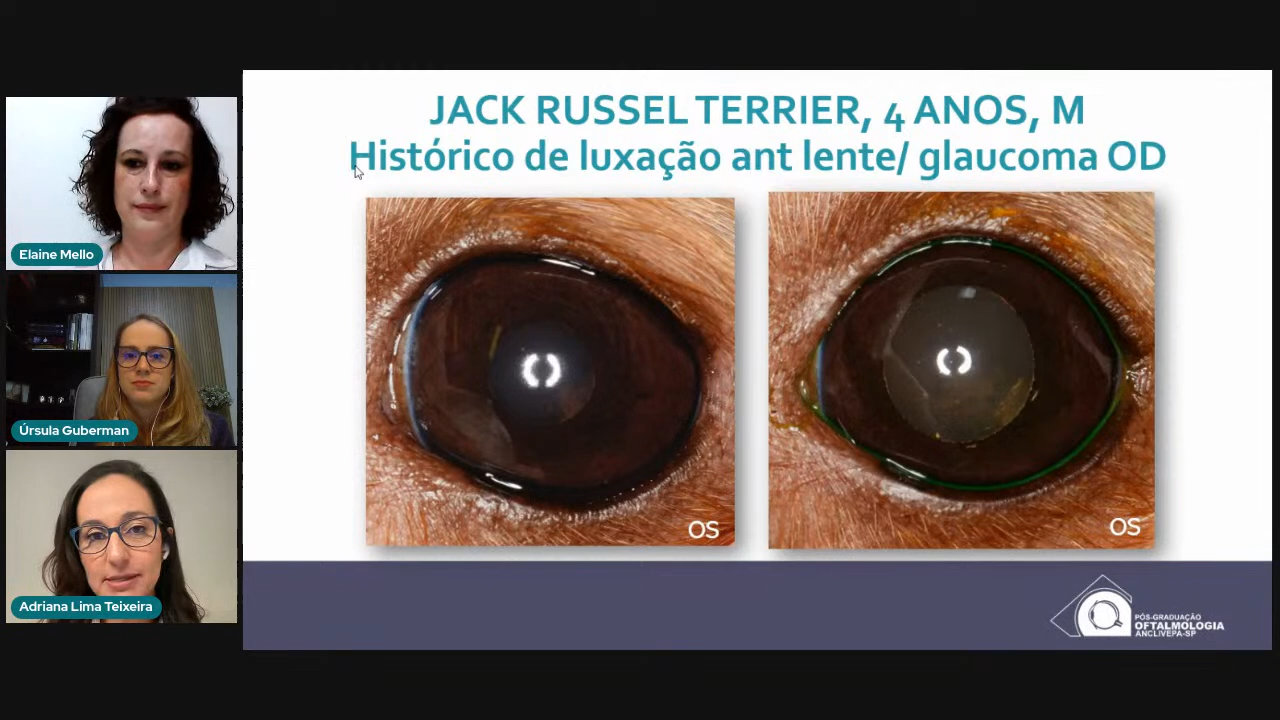 JACK RUSSEL TERRIER, 4 ANOS, M
Histórico de luxação ant lente/ glaucoma OD
Elaine Mello
Úrsula Guberman
Adriana Lima Teixeira
OS
OS
PÓS-GRADUAÇÃO
OFTALMOLOGIA
ANCLIVEPA-SP